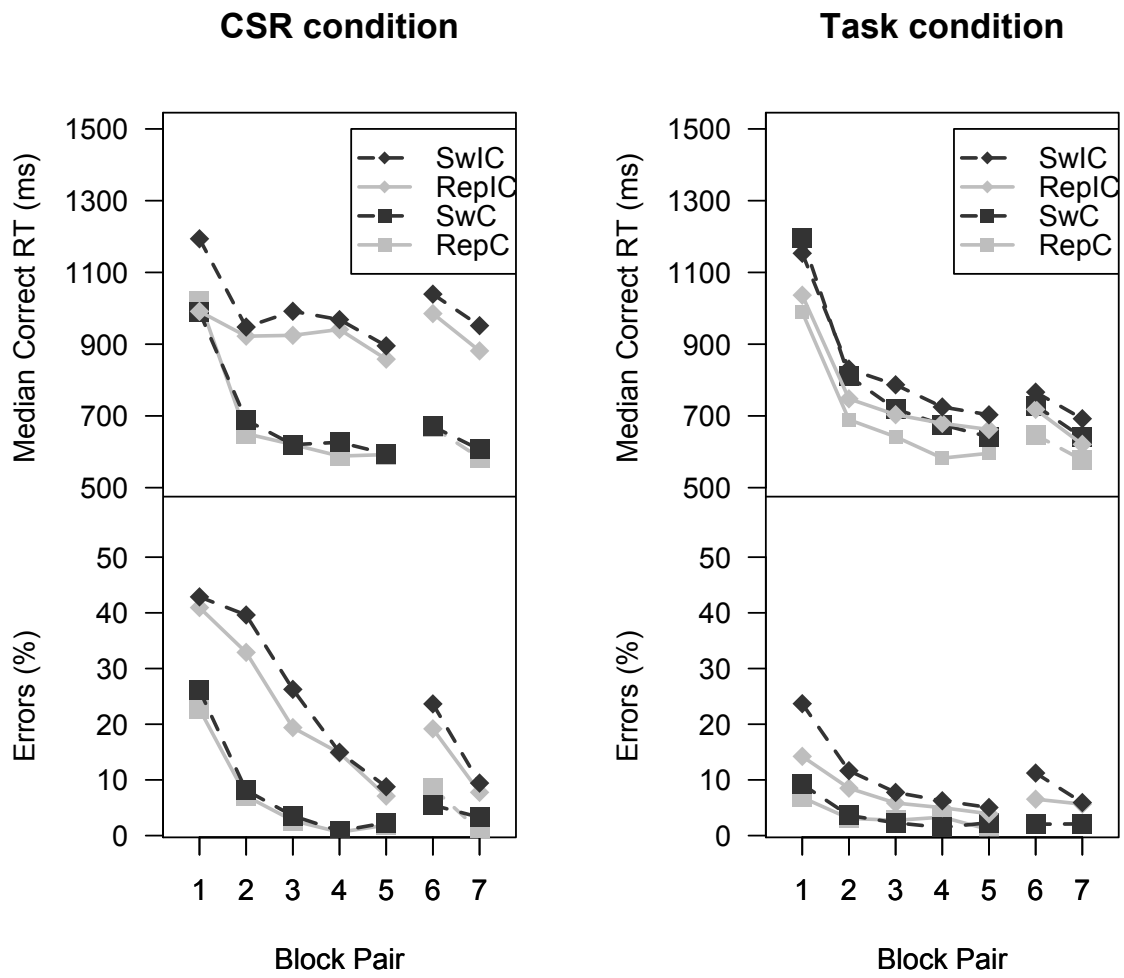 CSR condition
Median Correct RT (ms)
1500
1300
1100
900
700
500
SwIC
RepIC
SwC
RepC
Errors (%)
50
40
30
20
10
0
1 2 3 4 5 6 7
Block Pair
Task condition
Median Correct RT (ms)
1500
1300
1100
900
700
500
SwIC
RepIC
SwC
RepC
Errors (%)
50
40
30
20
10
0
1 2 3 4 5 6 7
Block Pair